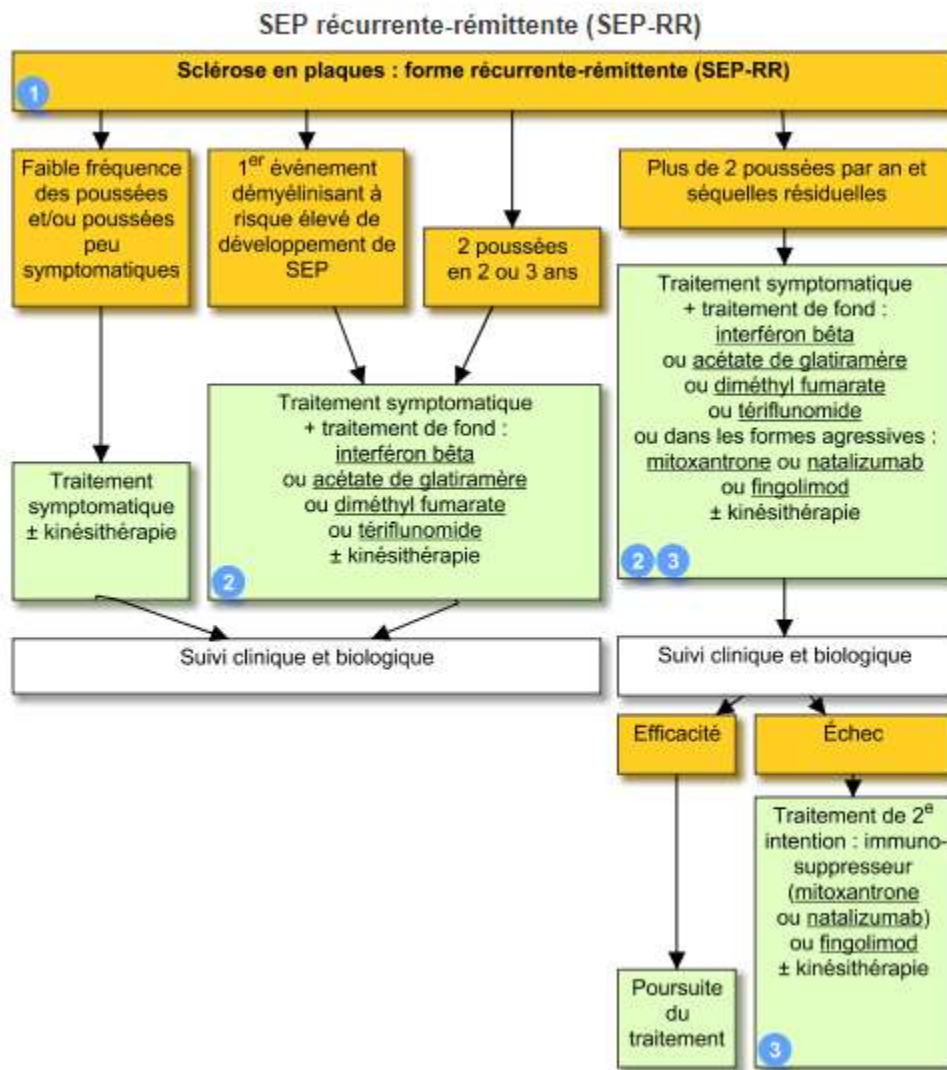 SEP récurrente-rémittente (SEP-RR)
Sclérose en plaques : forme récurrente-rémittente (SEP-RR)
1
Faible fréquence
des poussées
et/ou poussées
peu
symptomatiques
1er événement
démyélinisant à
risque élevé de
développement de
SEP
2 poussées
en 2 ou 3 ans
Plus de 2 poussées par an et
séquelles résiduelles
Traitement
symptomatique
± kinésithérapie
Traitement symptomatique
+ traitement de fond :
interféron bêta
ou acétate de glatiramère
ou diméthyl fumarate
ou tériflunomide
± kinésithérapie
2
Traitement symptomatique
+ traitement de fond :
interféron bêta
ou acétate de glatiramère
ou diméthyl fumarate
ou tériflunomide
ou dans les formes agressives :
mitoxantrone ou natalizumab
ou fingolimod
± kinésithérapie
2 3
Suivi clinique et biologique
Suivi clinique et biologique
Efficacité
Échec
Poursuite
du
traitement
Traitement de 2e
intention : immuno-
suppresseur
(mitoxantrone
ou natalizumab)
ou fingolimod
± kinésithérapie
3